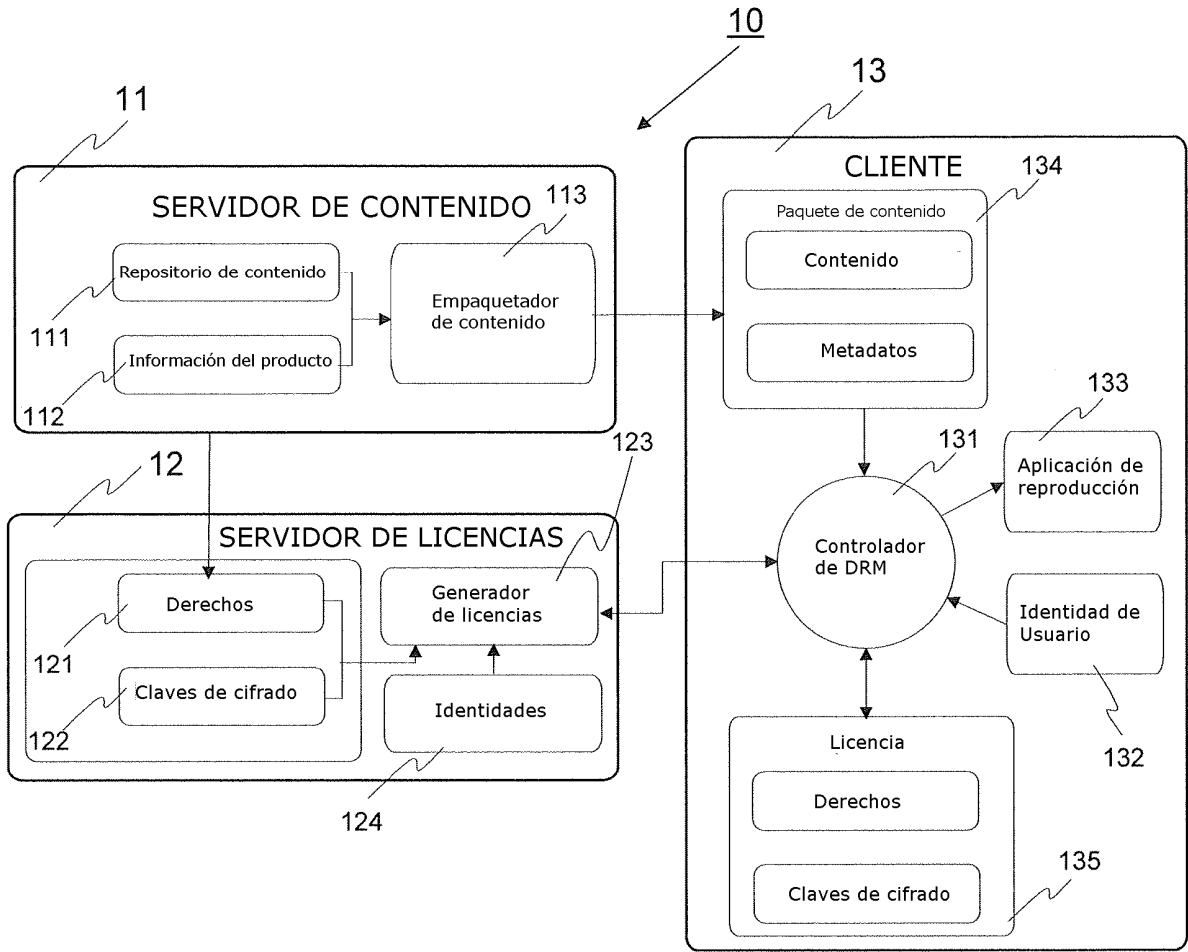 10
11
SERVIDOR DE CONTENIDO
113
Repositorio de contenido
111
Información del producto
112
Empaquetador
de contenido
12
SERVIDOR DE LICENCIAS
123
Derechos
121
Claves de cifrado
122
Generador
de licencias
Identidades
124
13
CLIENTE
134
Paquete de contenido
Contenido
Metadatos
133
Aplicación de
reproducción
131
Controlador
de DRM
Identidad de
Usuario
132
Licencia
Derechos
Claves de cifrado
135